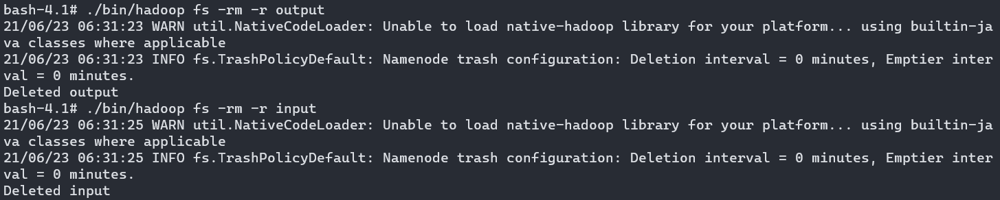 bash-4.1# ./bin/hadoop fs -rm -r output
21/06/23 06:31:23 WARN util.NativeCodeLoader: Unable to load native-hadoop library for your platform... using builtin-ja
va classes where applicable
21/06/23 06:31:23 INFO fs.TrashPolicyDefault: Namenode trash configuration: Deletion interval = 0 minutes, Emptier inter
val = 0 minutes.
Deleted output
bash-4.1# ./bin/hadoop fs -rm -r input
21/06/23 06:31:25 WARN util.NativeCodeLoader: Unable to load native-hadoop library for your platform... using builtin-ja
va classes where applicable
21/06/23 06:31:25 INFO fs.TrashPolicyDefault: Namenode trash configuration: Deletion interval = 0 minutes, Emptier inter
val = 0 minutes.
Deleted input